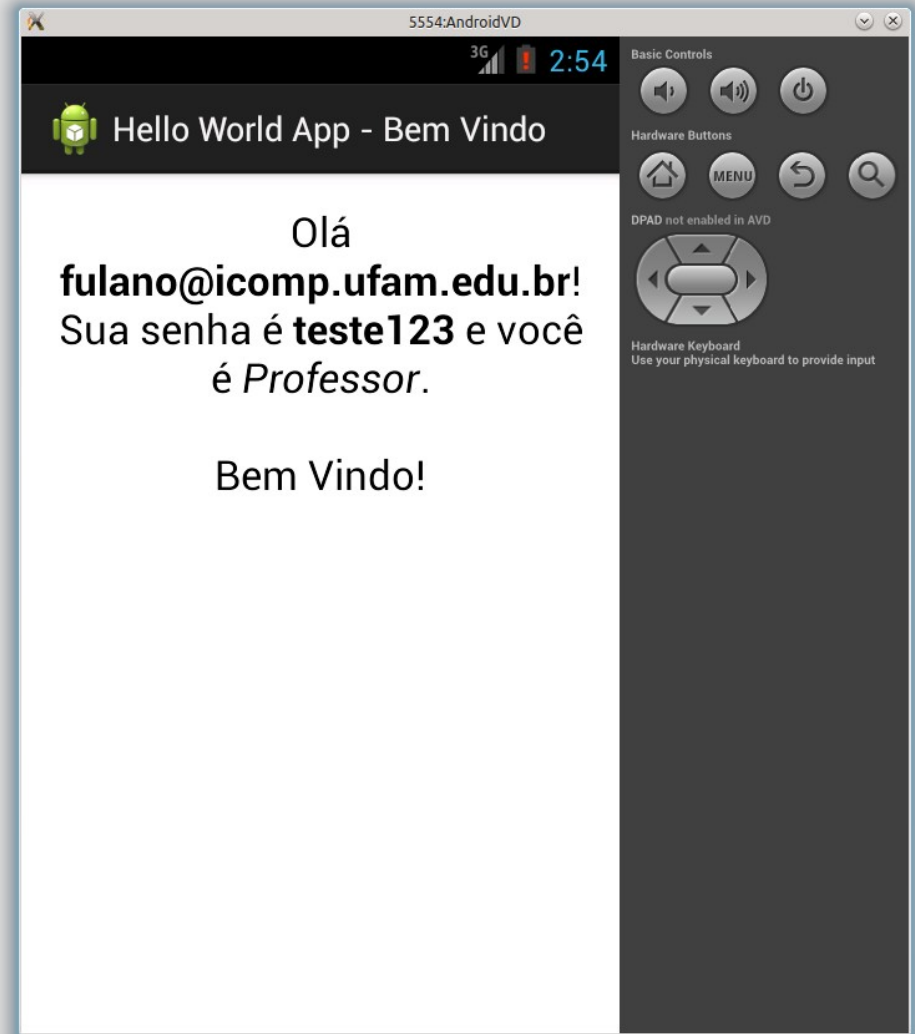 5554:AndroidVD
3G
2:54
Hello World App - Bem Vindo
Olá
fulano@icomp.ufam.edu.br!
Sua senha é teste123 e você
é Professor.
Bem Vindo!
Basic Controls
Hardware Buttons
MENU
DPAD not enabled in AVD
Hardware Keyboard
Use your physical keyboard to provide input